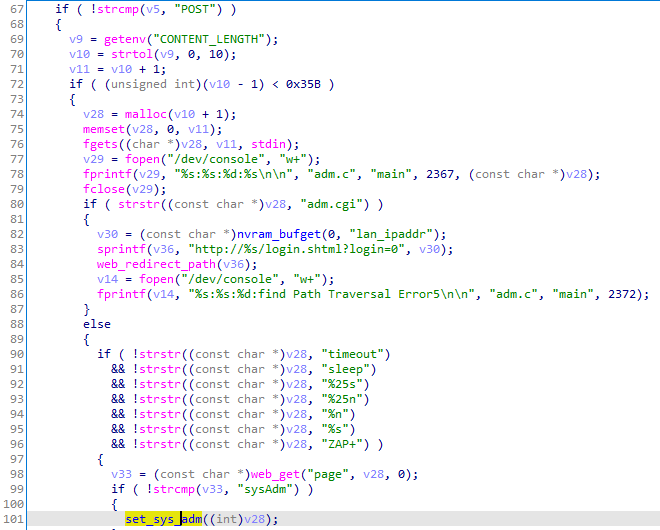 67 if ( !strcmp(v5, "POST") )
68 {
69 v9 = getenv("CONTENT_LENGTH");
70 v10 = strtol(v9, 0, 10);
71 v11 = v10 + 1;
72 if ( (unsigned int)(v10 - 1) < 0x35B )
73 {
74 v28 = malloc(v10 + 1);
75 memset(v28, 0, v11);
76 fgets((char *)v28, v11, stdin);
77 v29 = fopen("/dev/console", "w+");
78 fprintf(v29, "%s:%s:%d:%s\n\n", "adm.c", "main", 2367, (const char *)v28);
79 fclose(v29);
80 if ( strstr((const char *)v28, "adm.cgi") )
81 {
82 v30 = (const char *)nvram_bufget(0, "lan_ipaddr");
83 sprintf(v36, "http://%s/login.shtml?login=0", v30);
84 web_redirect_path(v36);
85 v14 = fopen("/dev/console", "w+");
86 fprintf(v14, "%s:%s:%d:find Path Traversal Error5\n\n", "adm.c", "main", 2372);
87 }
88 else
89 {
90 if ( !strstr((const char *)v28, "timeout")
91 && !strstr((const char *)v28, "sleep")
92 && !strstr((const char *)v28, "%25s")
93 && !strstr((const char *)v28, "%25n")
94 && !strstr((const char *)v28, "%n")
95 && !strstr((const char *)v28, "%s")
96 && !strstr((const char *)v28, "ZAP+") )
97 {
98 v33 = (const char *)web_get("page", v28, 0);
99 if ( !strcmp(v33, "sysAdm") )
100 {
101 set_sys_adm((int)v28);